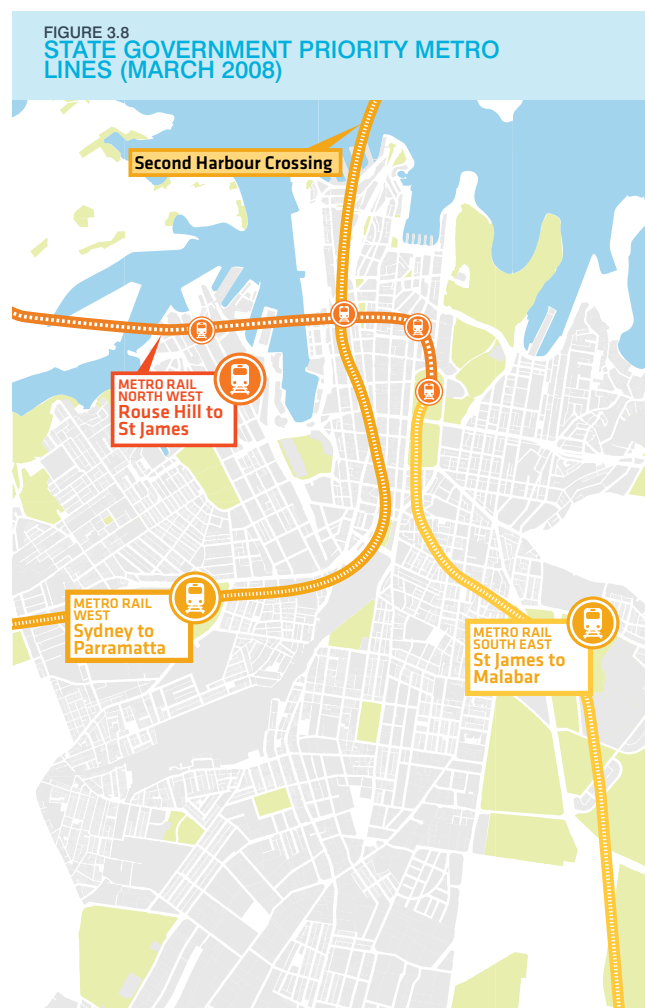 FIGURE 3.8
STATE GOVERNMENT PRIORITY METRO
LINES (MARCH 2008)
Second Harbour Crossing
METRO RAIL
NORTH WEST
Rouse Hill to
St James
METRO RAIL
WEST
Sydney to
Parramatta
METRO RAIL
SOUTH EAST
St James to
Malabar